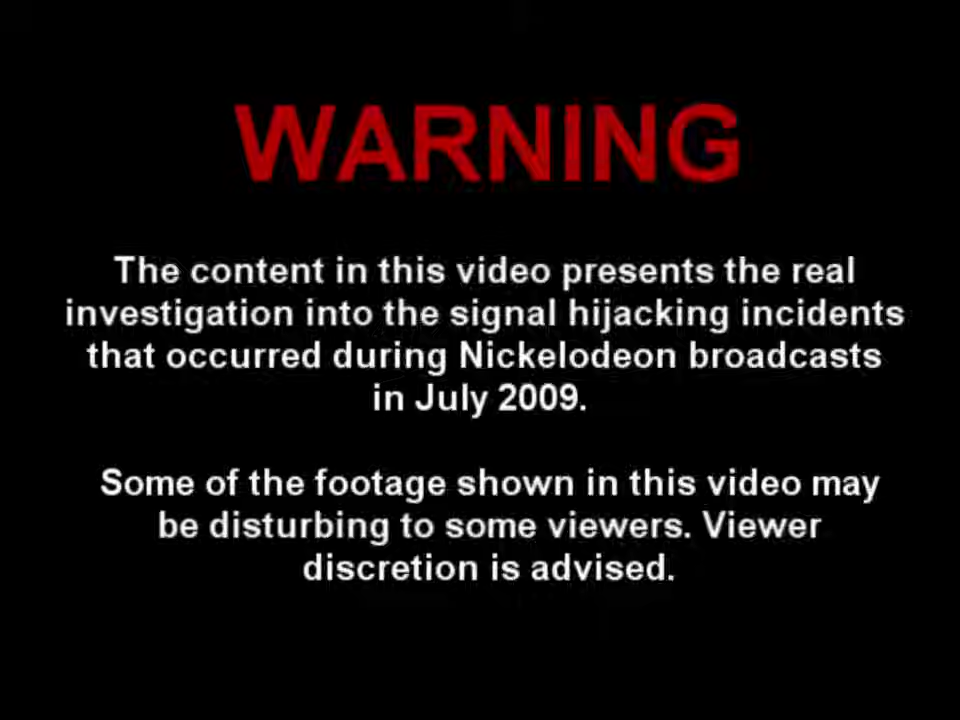 WARNING
The content in this video presents the real
investigation into the signal hijacking incidents
that occurred during Nickelodeon broadcasts
in July 2009.
Some of the footage shown in this video may
be disturbing to some viewers. Viewer
discretion is advised.